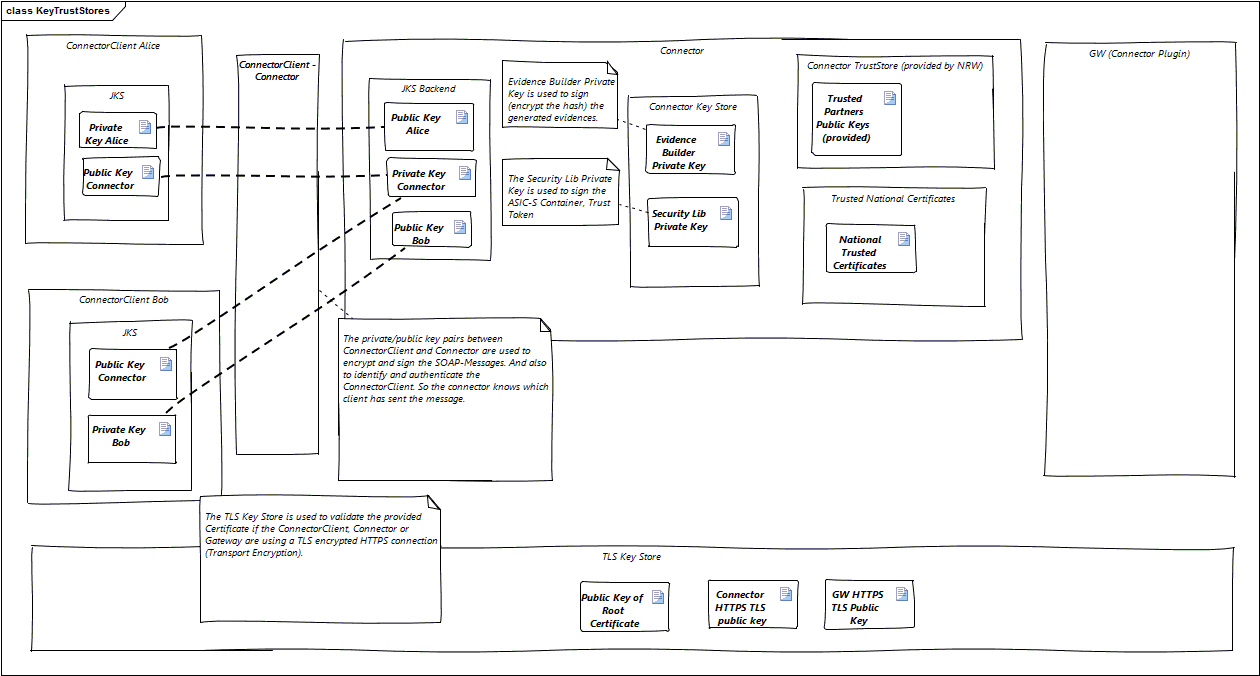 class KeyTrustStores
ConnectorClient Alice
JKS
Private
Key Alice
Public Key
Connector
ConnectorClient Bob
JKS
Public Key
Connector
Private Key
Bob
ConnectorClient -
Connector
Connector
JKS Backend
Public Key
Alice
Private Key
Connector
Public Key
Bob
Evidence Builder Private
Key is used to sign
(encrypt the hash) the
generated evidences.
The Security Lib Private
Key is used to sign the
ASIC-S Container, Trust
Token
Connector Key Store
Evidence
Builder
Private Key
Security Lib
Private Key
Connector TrustStore (provided by NRW)
Trusted
Partners
Public Keys
(provided)
Trusted National Certificates
National
Trusted
Certificates
GW (Connector Plugin)
The private/public key pairs between
ConnectorClient and Connector are used to
encrypt and sign the SOAP-Messages. And also
to identify and authenticate the
ConnectorClient. So the connector knows which
client has sent the message.
The TLS Key Store is used to validate the provided
Certificate if the ConnectorClient, Connector or
Gateway are using a TLS encrypted HTTPS connection
(Transport Encryption).
TLS Key Store
Public Key of
Root
Certificate
Connector
HTTPS TLS
public key
GW HTTPS
TLS Public
Key